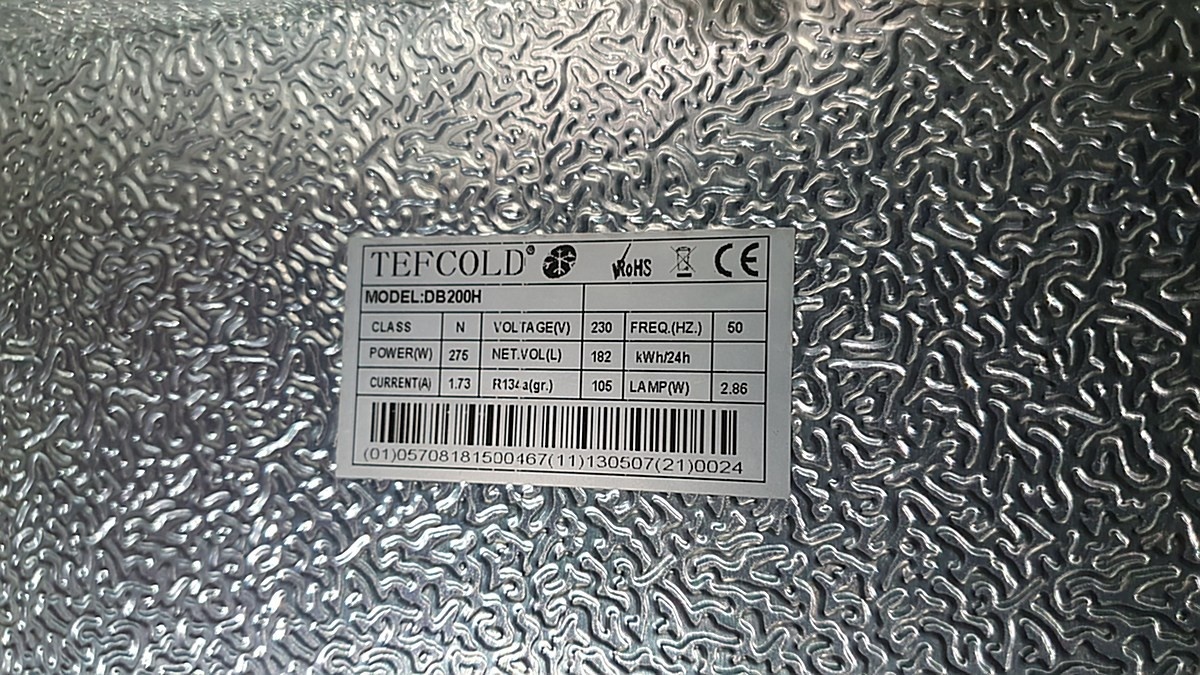 TEFCOLD® RoHS CE
MODEL:DB200H
CLASS N VOLTAGE(V) 230 FREQ.(HZ.) 50
POWER(W) 275 NET.VOL(L) 182 kWh/24h
CURRENT(A) 1.73 R134a(gr.) 105 LAMP(W) 2.86
(01)05708181500467(11)130507(21)0024